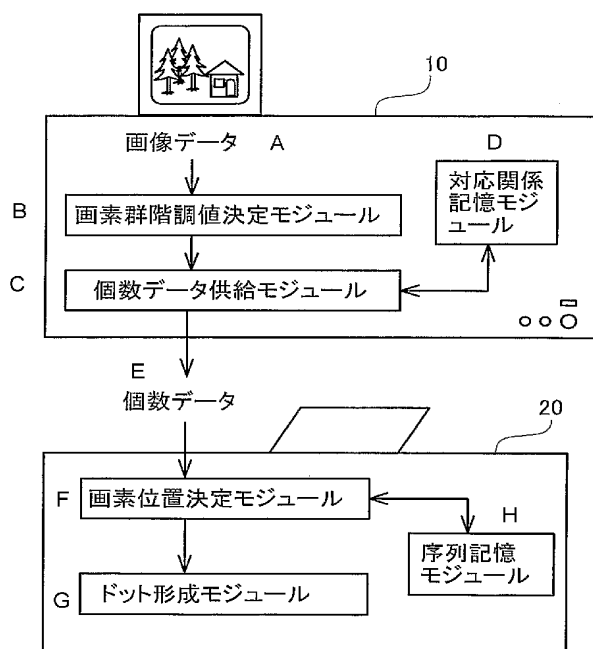 10
画像データ A
D
対応関係
記憶モジ
ュール
B 画素群階調値決定モジュール
C 個数データ供給モジュール
E
個数データ
20
F 画素位置決定モジュール
H
序列記憶
モジュール
G ドット形成モジュール